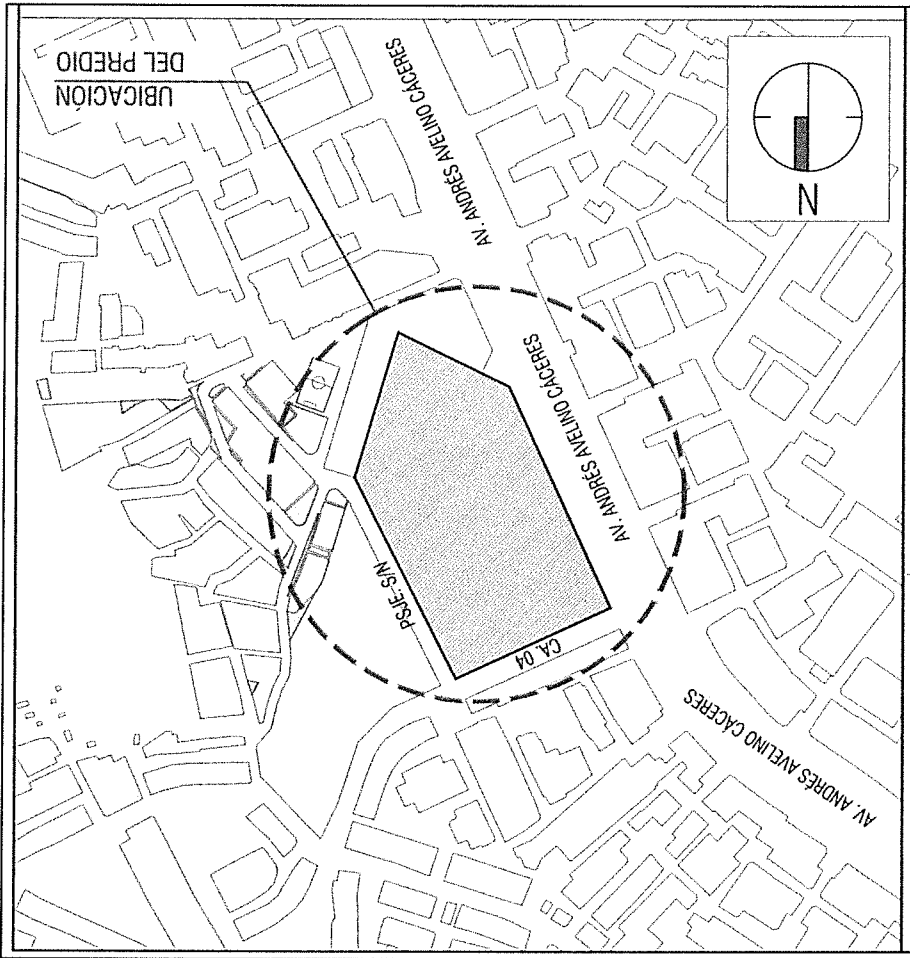 UBICACIÓN
DEL PREDIO
AV. ANDRÉS AVELINO CÁCERES
AV. ANDRÉS AVELINO CÁCERES
AV. ANDRÉS AVELINO CÁCERES
PSJE. S/N
CA. 04
N